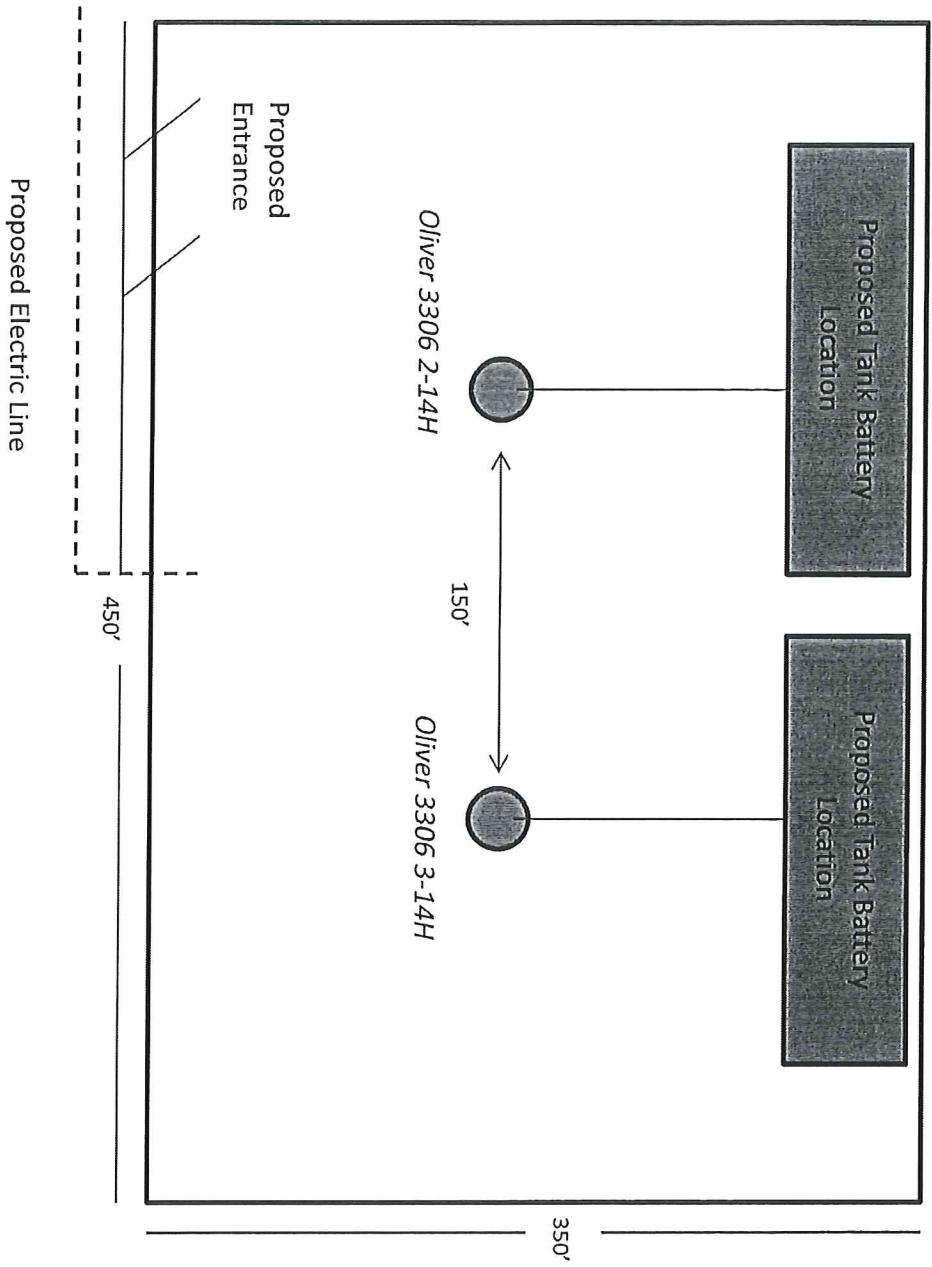 Proposed Tank Battery
Location
Proposed Tank Battery
Location
150’
Oliver 3306 2-14H
Oliver 3306 3-14H
Proposed
Entrance
350’
450’
Proposed Electric Line